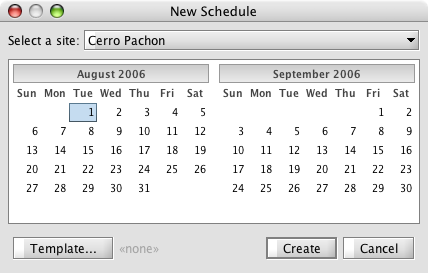 New Schedule
Select a site: Cerro Pachon
August 2006
Sun Mon Tue Wed Thu Fri Sat
1 2 3 4 5
6 7 8 9 10 11 12
13 14 15 16 17 18 19
20 21 22 23 24 25 26
27 28 29 30 31
September 2006
Sun Mon Tue Wed Thu Fri Sat
1 2
3 4 5 6 7 8 9
10 11 12 13 14 15 16
17 18 19 20 21 22 23
24 25 26 27 28 29 30
Template... «none» Create Cancel